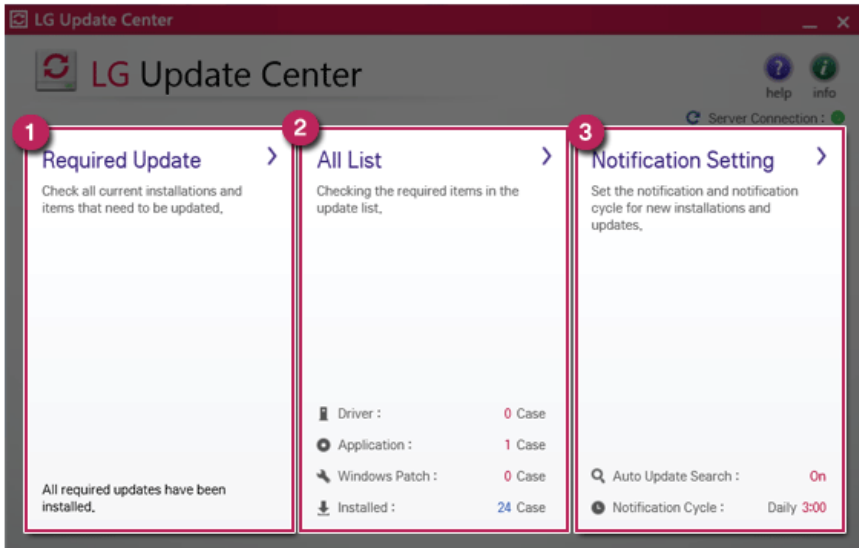 LG Update Center
LG Update Center
help
info
Server Connection :
1
Required Update
Check all current installations and
items that need to be updated.
All required updates have been
installed.
2
All List
Checking the required items in the
update list.
Driver : 0 Case
Application : 1 Case
Windows Patch : 0 Case
Installed : 24 Case
3
Notification Setting
Set the notification and notification
cycle for new installations and
updates.
Auto Update Search : On
Notification Cycle : Daily 3:00